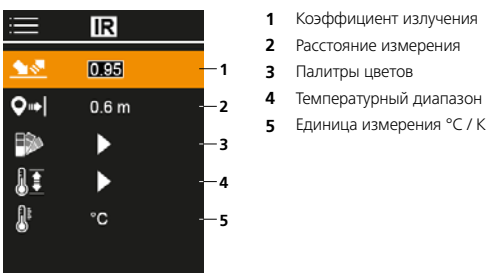 IR
0.95
0.6 m
°C
1
2
3
4
5
1 Коэффициент излучения
2 Расстояние измерения
3 Палитры цветов
4 Температурный диапазон
5 Единица измерения °C / K